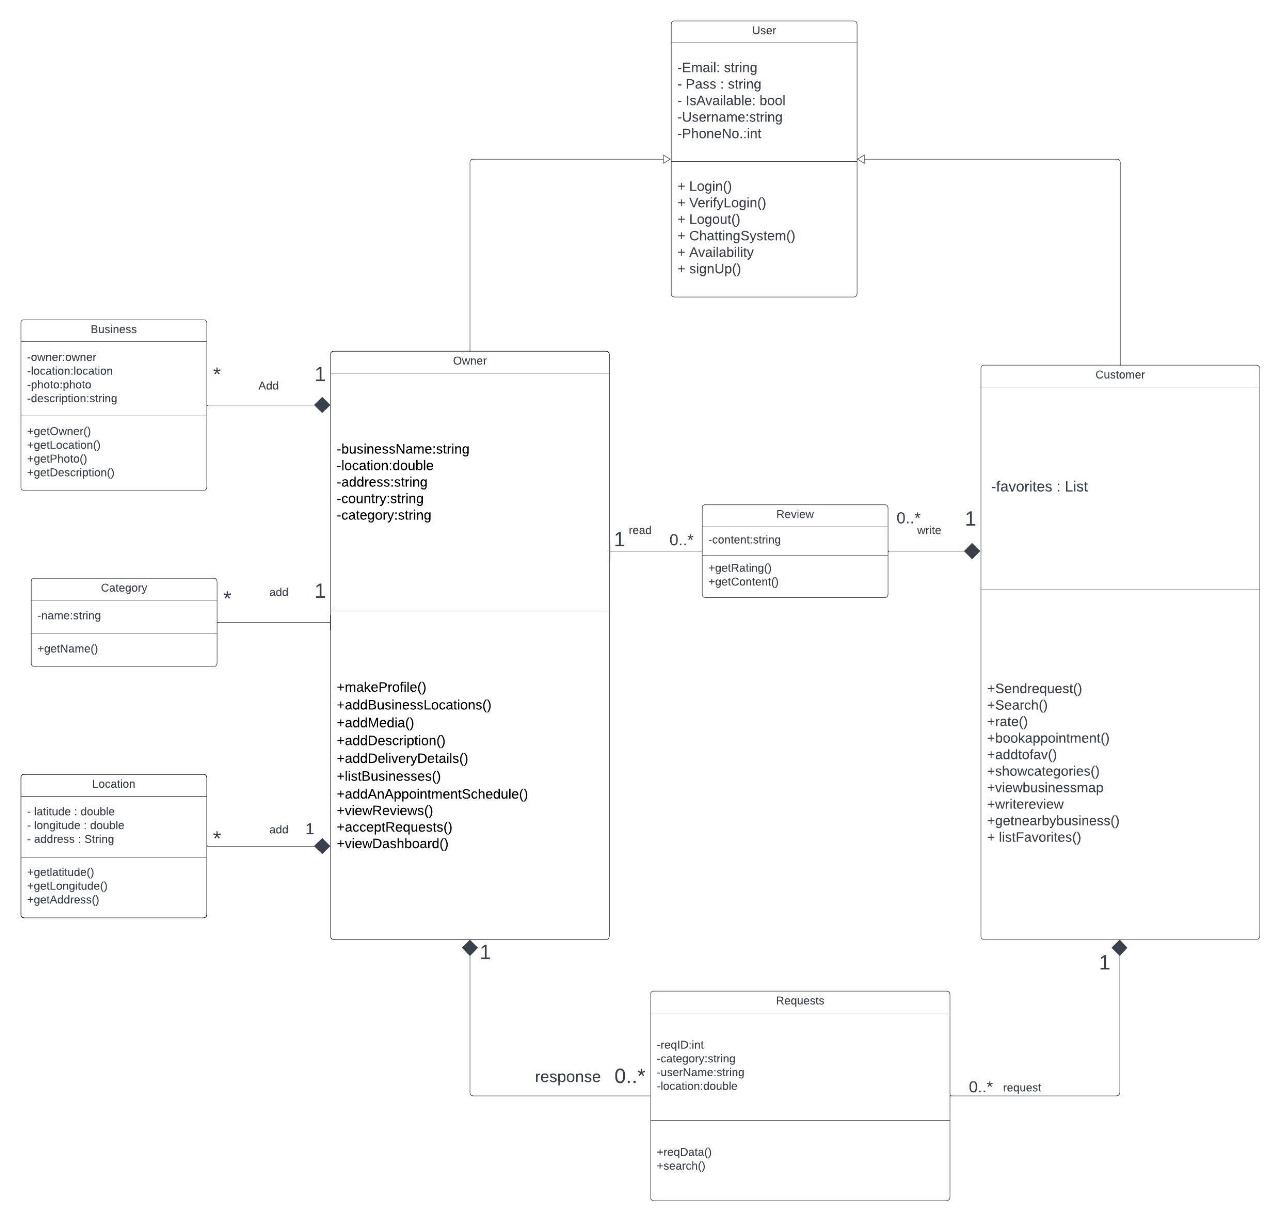 User
-Email: string
- Pass : string
- IsAvailable: bool
-Username:string
-PhoneNo.:int
+ Login()
+ VerifyLogin()
+ Logout()
+ ChattingSystem()
+ Availability
+ signUp()
Business
-owner:owner
-location:location
-photo:photo
-description:string
+getOwner()
+getLocation()
+getPhoto()
+getDescription()
* Add 1
Owner
-businessName:string
-location:double
-address:string
-country:string
-category:string
+makeProfile()
+addBusinessLocations()
+addMedia()
+addDescription()
+addDeliveryDetails()
+listBusinesses()
+addAnAppointmentSchedule()
+viewReviews()
+acceptRequests()
+viewDashboard()
Customer
-favorites : List
+Sendrequest()
+Search()
+rate()
+bookappointment()
+addtofav()
+showcategories()
+viewbusinessmap
+writereview
+getnearbybusiness()
+ listFavorites()
1 read 0..*
Review
-content:string
+getRating()
+getContent()
0..* write 1
Category
-name:string
+getName()
* add 1
Location
- latitude : double
- longitude : double
- address : String
+getlatitude()
+getLongitude()
+getAddress()
* add 1
1
response 0..*
Requests
-reqID:int
-category:string
-userName:string
-location:double
+reqData()
+search()
0..* request
1